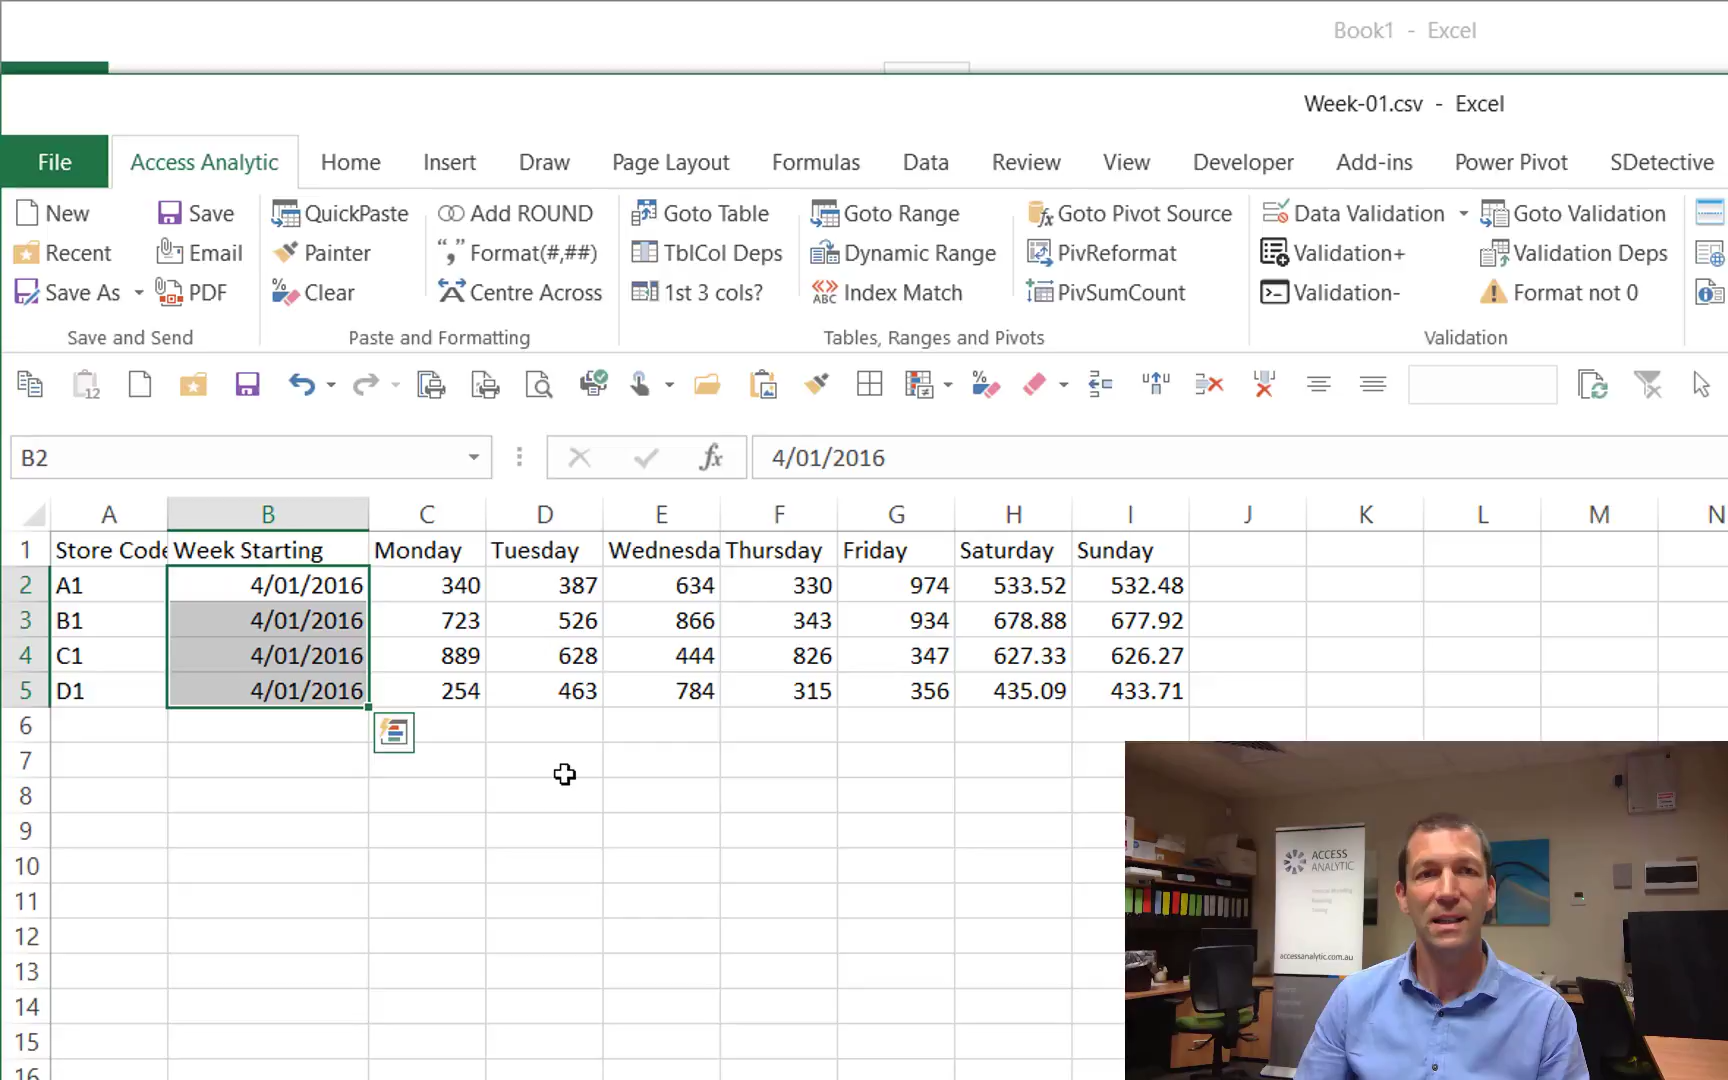 Book1 - Excel
Week-01.csv - Excel
File Access Analytic Home Insert Draw Page Layout Formulas Data Review View Developer Add-ins Power Pivot SDetective
New Save QuickPaste Add ROUND Goto Table Goto Range Goto Pivot Source Data Validation Goto Validation
Recent Email Painter Format(#,##) TblCol Deps Dynamic Range PivReformat Validation+ Validation Deps
Save As PDF Clear Centre Across 1st 3 cols? Index Match PivSumCount Validation- Format not 0
Save and Send Paste and Formatting Tables, Ranges and Pivots Validation
12
B2 fx 4/01/2016
A B C D E F G H I J K L M N
1 Store Code Week Starting Monday Tuesday Wednesda Thursday Friday Saturday Sunday
2 A1 4/01/2016 340 387 634 330 974 533.52 532.48
3 B1 4/01/2016 723 526 866 343 934 678.88 677.92
4 C1 4/01/2016 889 628 444 826 347 627.33 626.27
5 D1 4/01/2016 254 463 784 315 356 435.09 433.71
6
7
8
9
10
11
12
13
14
15
16
ACCESS
ANALYTIC
accessanalytic.com.au